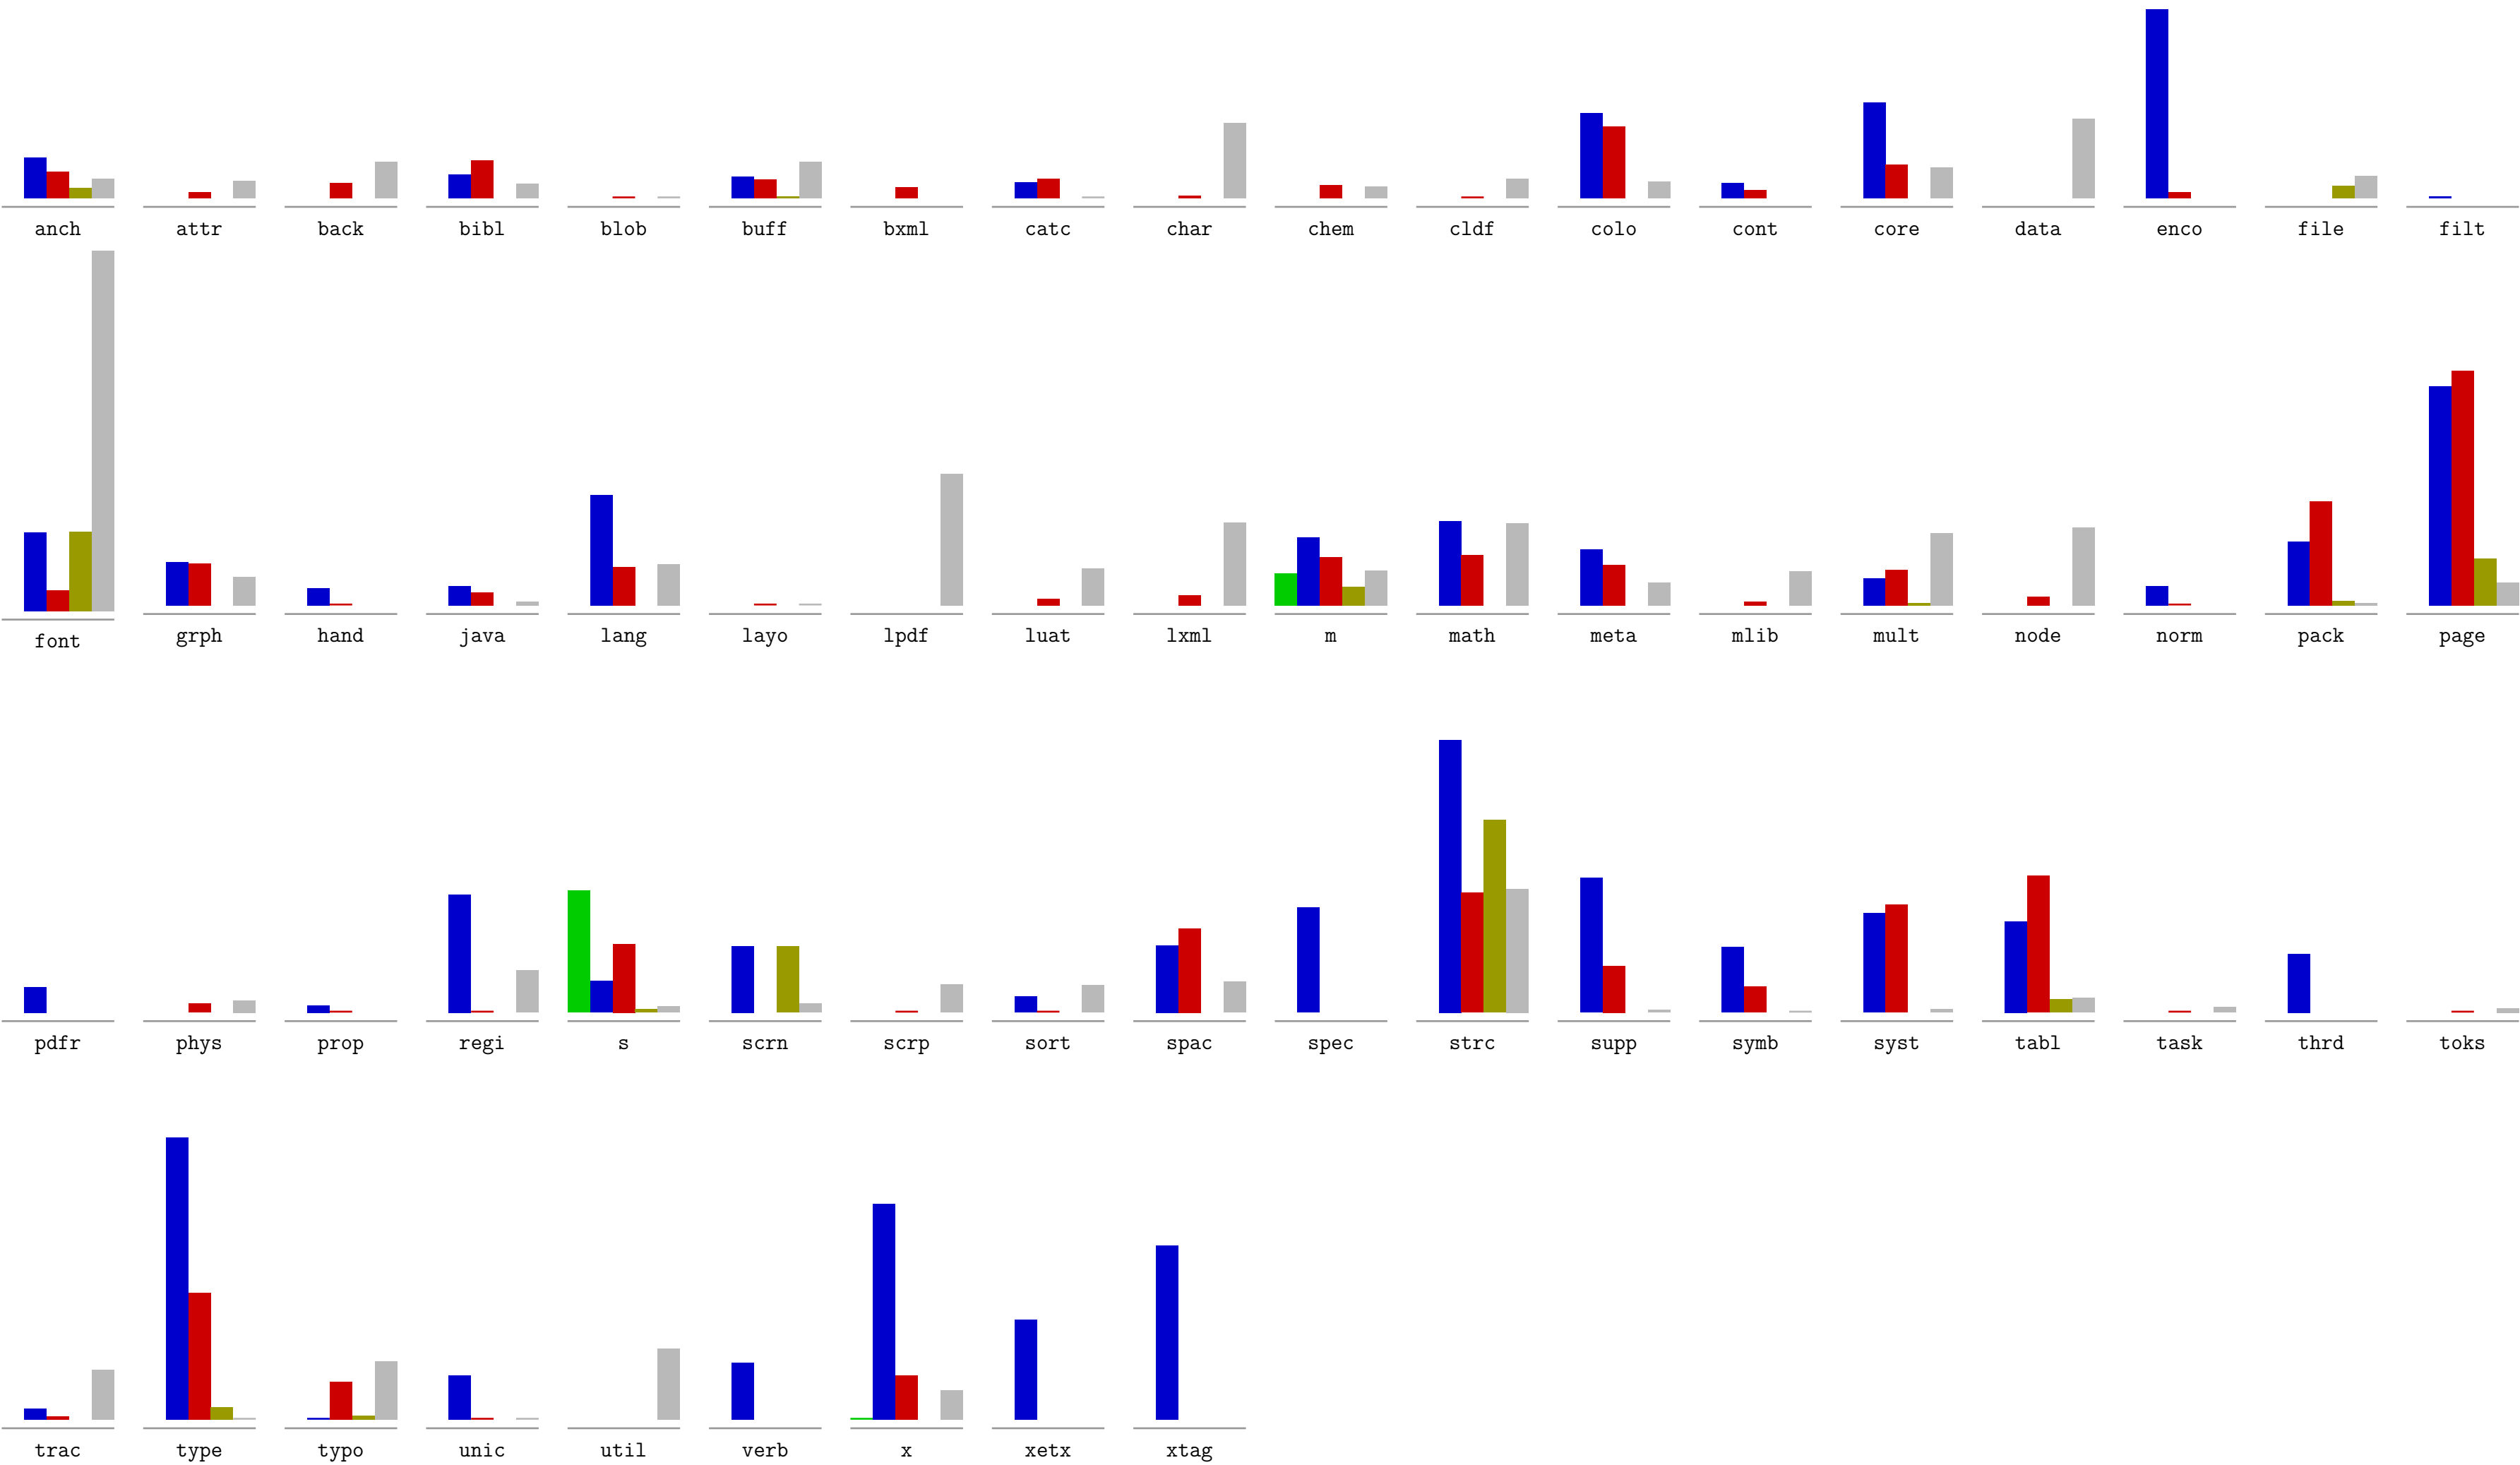 anch attr back bibl blob buff bxml catc char chem cldf colo cont core data enco file filt
font grph hand java lang layo lpdf luat lxml m math meta mlib mult node norm pack page
pdfr phys prop regi s scrn scrp sort spac spec strc supp symb syst tabl task thrd toks
trac type typo unic util verb x xetx xtag